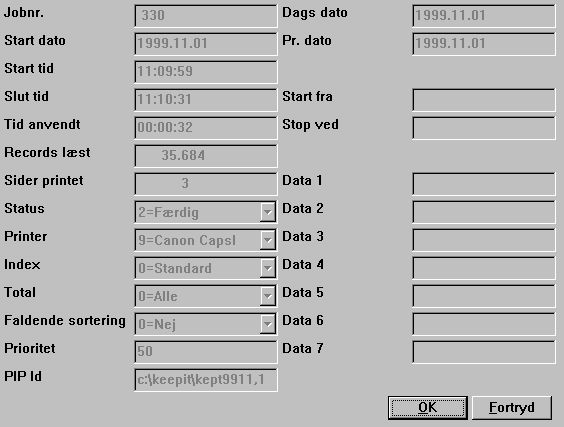 Jobnr. 330 Dags dato 1999.11.01
Start dato 1999.11.01 Pr. dato 1999.11.01
Start tid 11:09:59
Slut tid 11:10:31 Start fra
Tid anvendt 00:00:32 Stop ved
Records læst 35.684
Sider printet 3 Data 1
Status 2=Færdig Data 2
Printer 9=Canon Capsl Data 3
Index 0=Standard Data 4
Total 0=Alle Data 5
Faldende sortering 0=Nej Data 6
Prioritet 50 Data 7
PIP Id c:\keepit\kept9911,1
OK Fortryd